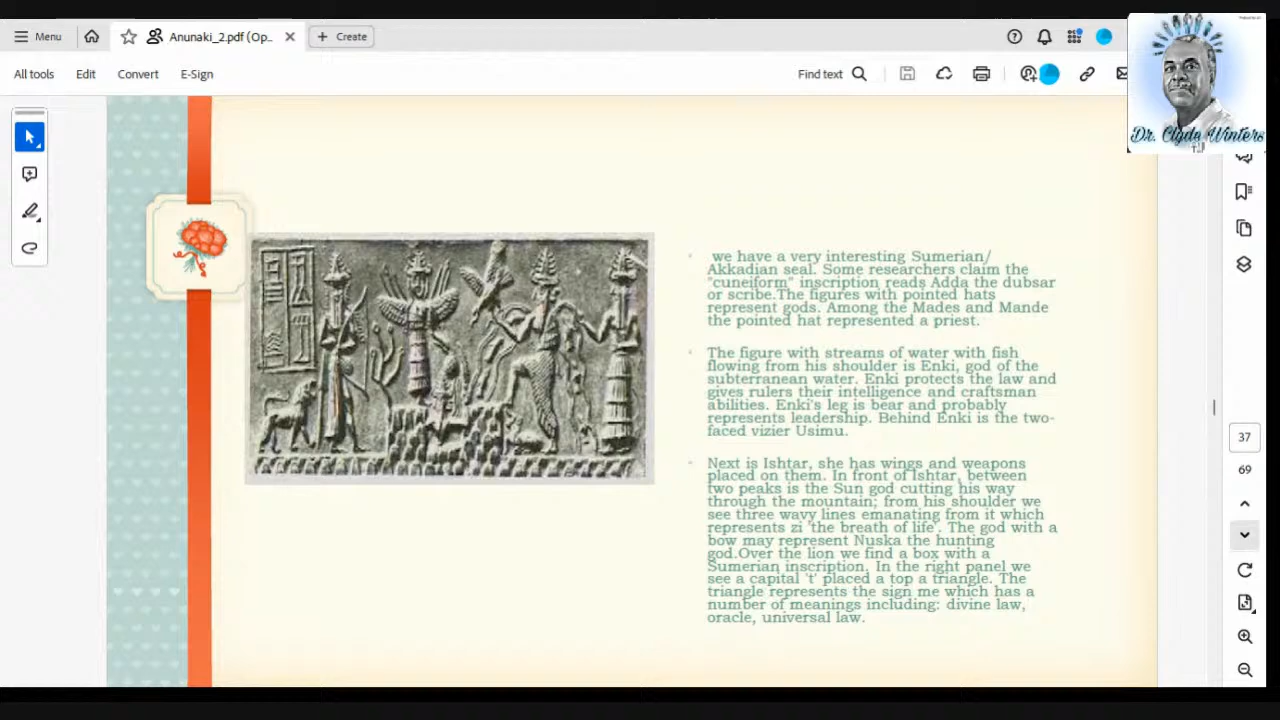 Menu
Anunaki_2.pdf (Op...
Create
All tools
Edit
Convert
E-Sign
Find text
Dr. Clyde Winters
we have a very interesting Sumerian/
Akkadian seal. Some researchers claim the
"cuneiform" inscription reads Adda the dubsar
or scribe.The figures with pointed hats
represent gods. Among the Mades and Mande
the pointed hat represented a priest.
The figure with streams of water with fish
flowing from his shoulder is Enki, god of the
subterranean water. Enki protects the law and
gives rulers their intelligence and craftsman
abilities. Enki's leg is bear and probably
represents leadership. Behind Enki is the two-
faced vizier Usimu.
Next is Ishtar, she has wings and weapons
placed on them. In front of Ishtar, between
two peaks is the Sun god cutting his way
through the mountain; from his shoulder we
see three wavy lines emanating from it which
represents zi 'the breath of life'. The god with a
bow may represent Nuska the hunting
god.Over the lion we find a box with a
Sumerian inscription. In the right panel we
see a capital 't' placed a top a triangle. The
triangle represents the sign me which has a
number of meanings including: divine law,
oracle, universal law.
37
69